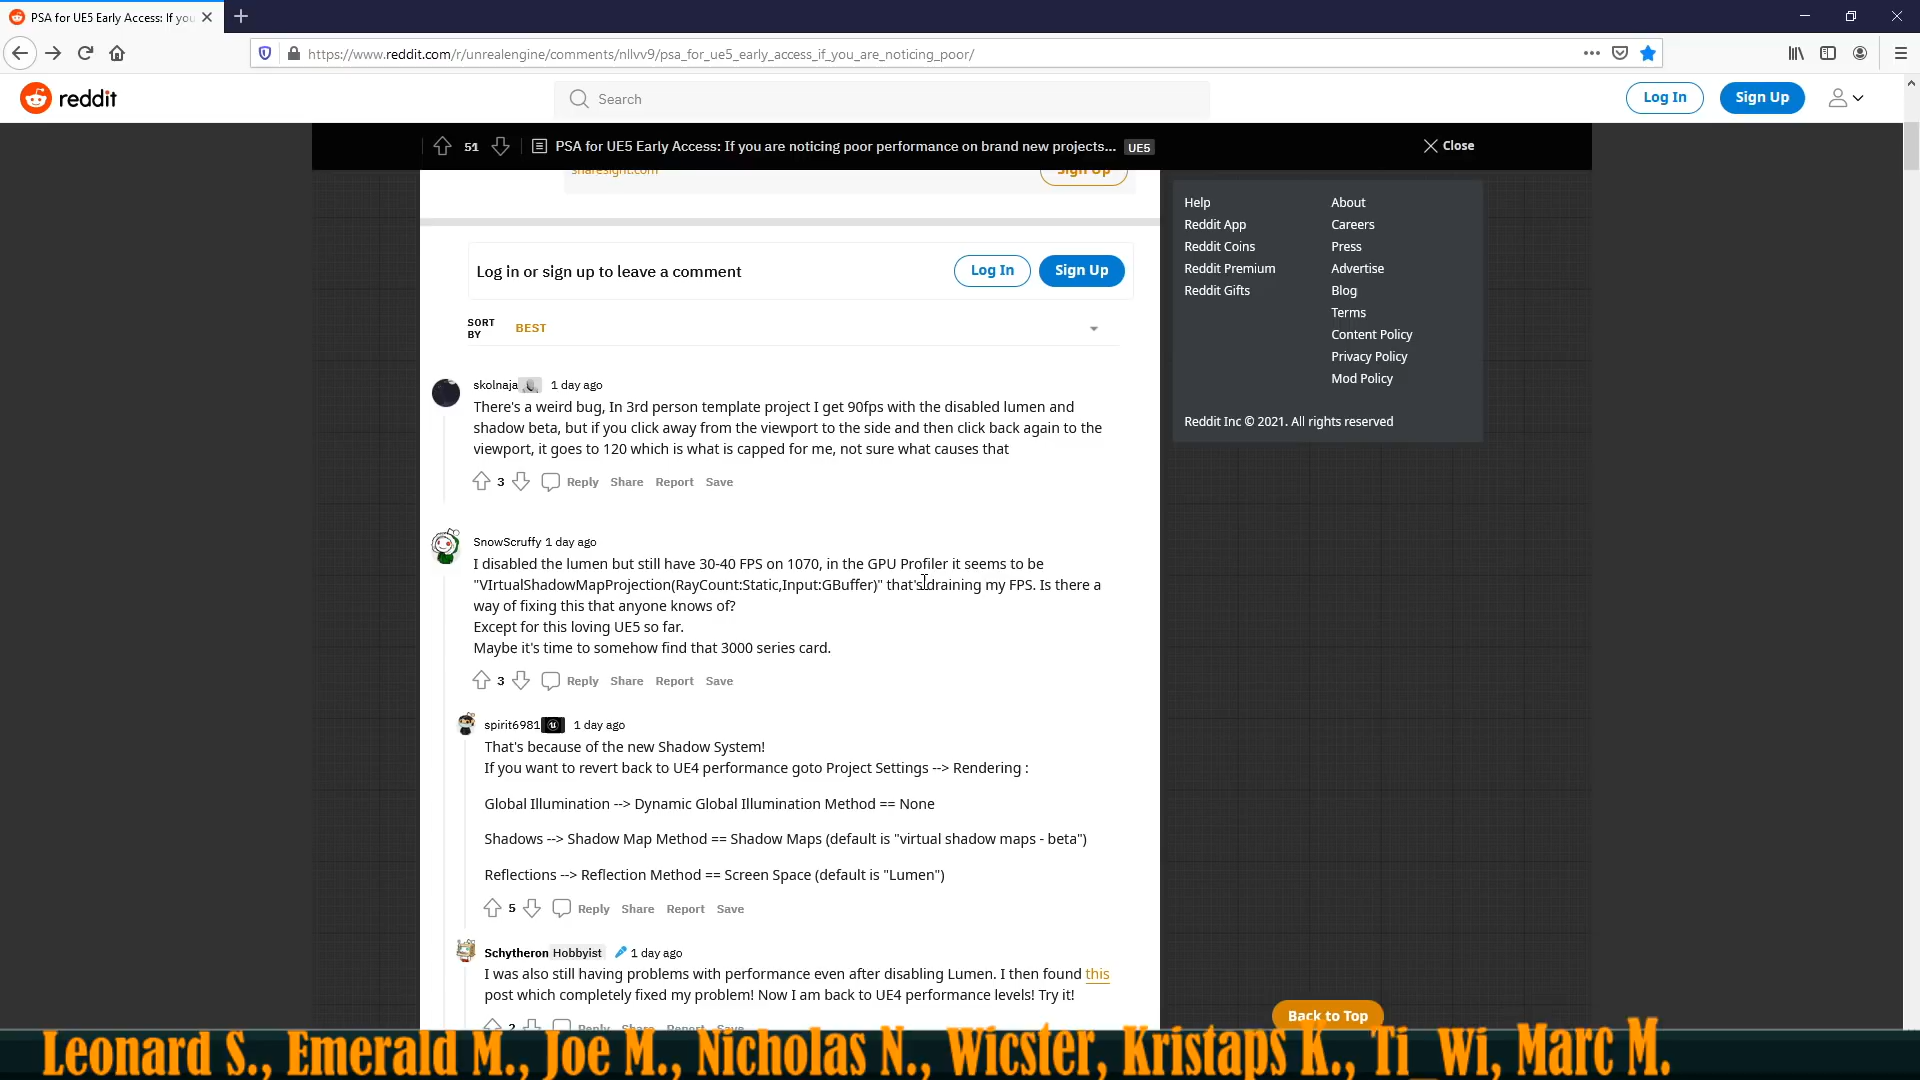 PSA for UE5 Early Access: If you
https://www.reddit.com/r/unrealengine/comments/nllvv9/psa_for_ue5_early_access_if_you_are_noticing_poor/
reddit
Search
Log In
Sign Up
51
PSA for UE5 Early Access: If you are noticing poor performance on brand new projects...
UE5
Close
sharesight.com
Sign Up
Log in or sign up to leave a comment
Log In
Sign Up
SORT
BY
BEST
skolnaja 1 day ago
There's a weird bug, In 3rd person template project I get 90fps with the disabled lumen and
shadow beta, but if you click away from the viewport to the side and then click back again to the
viewport, it goes to 120 which is what is capped for me, not sure what causes that
3 Reply Share Report Save
SnowScruffy 1 day ago
I disabled the lumen but still have 30-40 FPS on 1070, in the GPU Profiler it seems to be
"VIrtualShadowMapProjection(RayCount:Static,Input:GBuffer)" that's draining my FPS. Is there a
way of fixing this that anyone knows of?
Except for this loving UE5 so far.
Maybe it's time to somehow find that 3000 series card.
3 Reply Share Report Save
spirit6981 1 day ago
That's because of the new Shadow System!
If you want to revert back to UE4 performance goto Project Settings --> Rendering :
Global Illumination --> Dynamic Global Illumination Method == None
Shadows --> Shadow Map Method == Shadow Maps (default is "virtual shadow maps - beta")
Reflections --> Reflection Method == Screen Space (default is "Lumen")
5 Reply Share Report Save
Schytheron Hobbyist 1 day ago
I was also still having problems with performance even after disabling Lumen. I then found this
post which completely fixed my problem! Now I am back to UE4 performance levels! Try it!
2 Reply Share Report Save
Help
Reddit App
Reddit Coins
Reddit Premium
Reddit Gifts
About
Careers
Press
Advertise
Blog
Terms
Content Policy
Privacy Policy
Mod Policy
Reddit Inc © 2021. All rights reserved
Back to Top
Leonard S., Emerald M., Joe M., Nicholas N., Wicster, Kristaps K., Ti_Wi, Marc M.